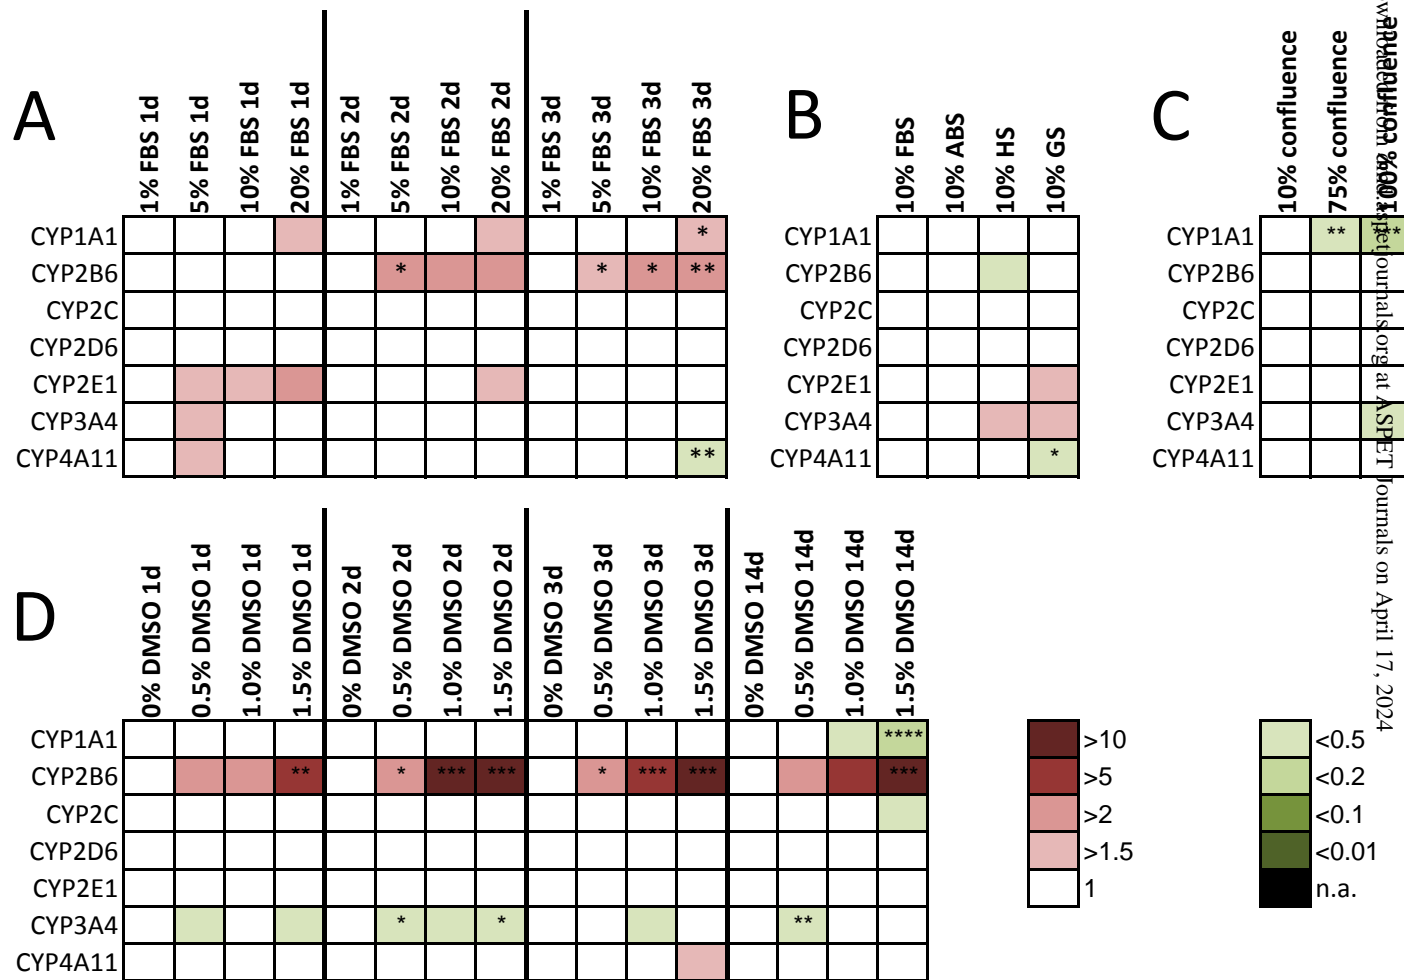 A
1% FBS 1d
5% FBS 1d
10% FBS 1d
20% FBS 1d
1% FBS 2d
5% FBS 2d
10% FBS 2d
20% FBS 2d
1% FBS 3d
5% FBS 3d
10% FBS 3d
20% FBS 3d
CYP1A1 *
CYP2B6 * * * **
CYP2C
CYP2D6
CYP2E1
CYP3A4
CYP4A11 **
B
10% FBS
10% ABS
10% HS
10% GS
CYP1A1
CYP2B6
CYP2C
CYP2D6
CYP2E1
CYP3A4
CYP4A11 *
C
10% confluence
75% confluence
100% confluence
CYP1A1 **
CYP2B6
CYP2C
CYP2D6
CYP2E1
CYP3A4
CYP4A11
aspetjournals.org at ASPET Journals on April 17, 2024
D
0% DMSO 1d
0.5% DMSO 1d
1.0% DMSO 1d
1.5% DMSO 1d
0% DMSO 2d
0.5% DMSO 2d
1.0% DMSO 2d
1.5% DMSO 2d
0% DMSO 3d
0.5% DMSO 3d
1.0% DMSO 3d
1.5% DMSO 3d
0% DMSO 14d
0.5% DMSO 14d
1.0% DMSO 14d
1.5% DMSO 14d
CYP1A1 ****
CYP2B6 ** * *** *** * *** *** ***
CYP2C
CYP2D6
CYP2E1
CYP3A4 * * **
CYP4A11
>10
>5
>2
>1.5
1
<0.5
<0.2
<0.1
<0.01
n.a.